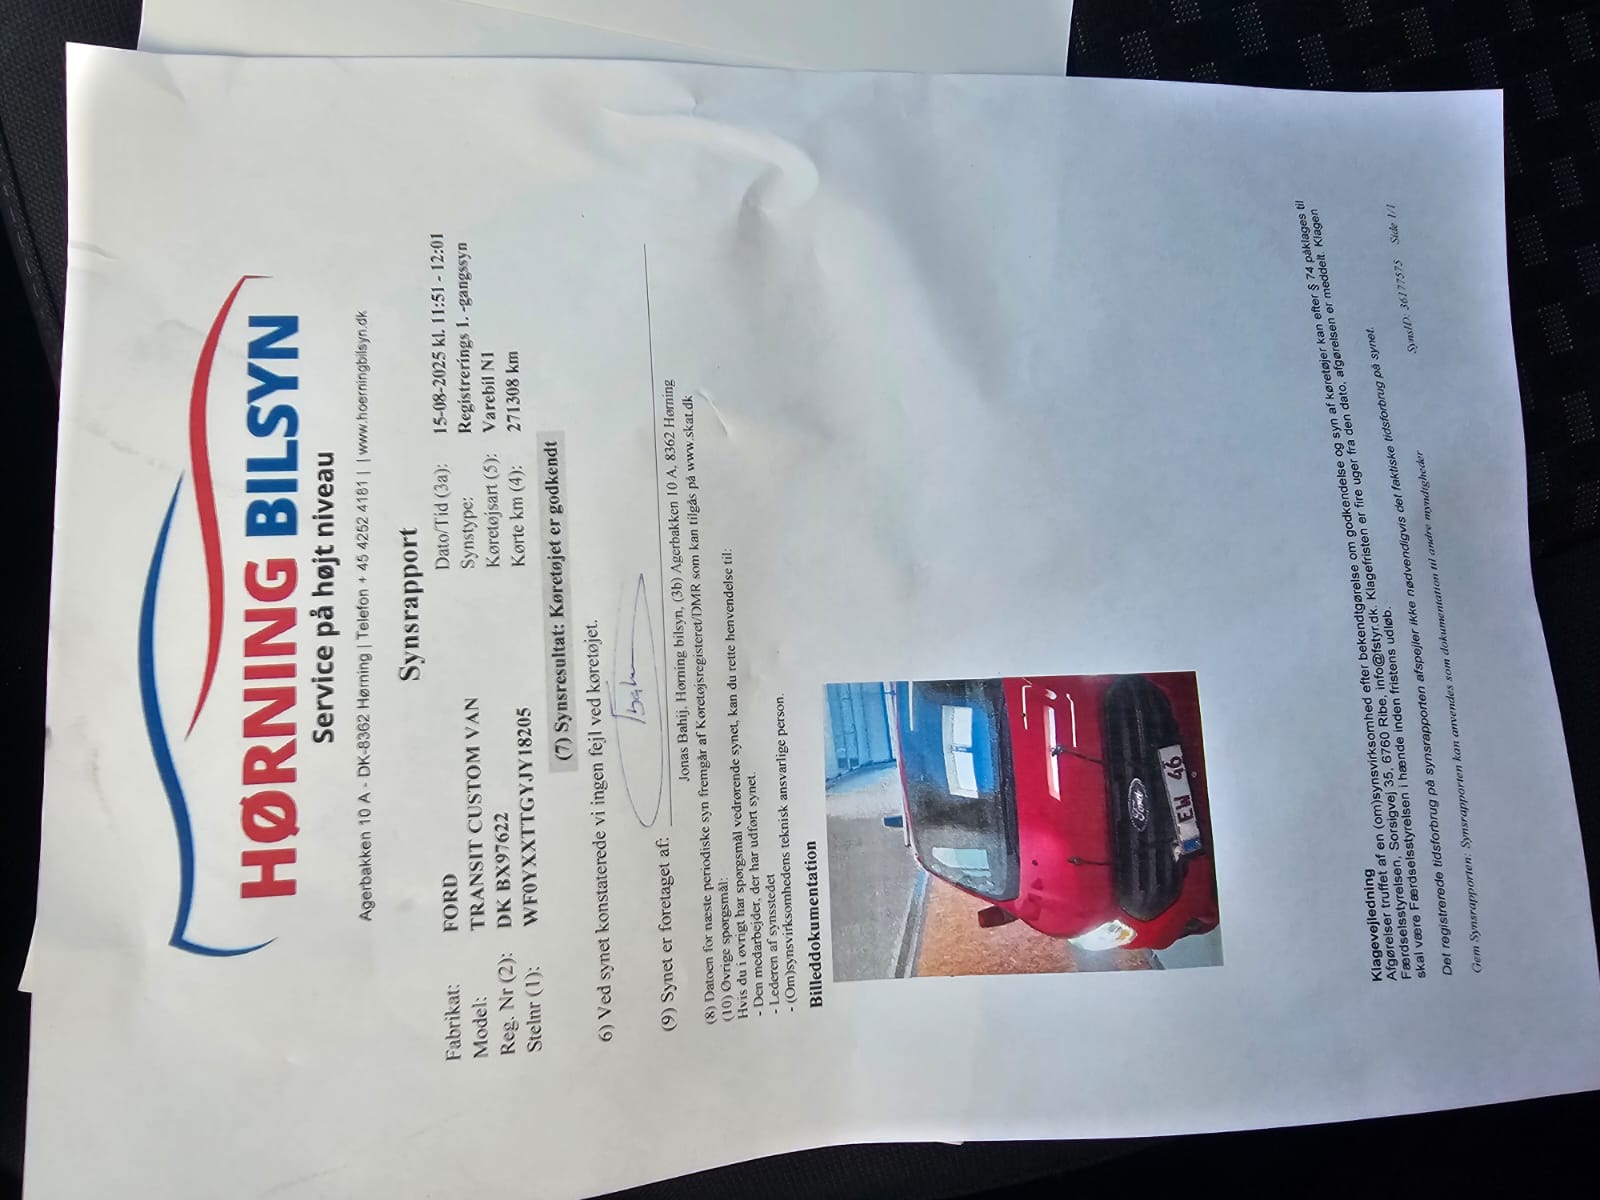 HØRNING BILSYN
Service på højt niveau
Agerbakken 10 A - DK-8362 Hørning | Telefon + 45 4252 4181 | | www.hoerningbilsyn.dk
Synsrapport
Fabrikat: FORD
Model: TRANSIT CUSTOM VAN
Reg. Nr (2): DK BX97622
Stelnr (1): WF0YXXTTGYJY18205
Dato/Tid (3a): 15-08-2025 kl. 11:51 - 12:01
Synstype: Registrerings 1. -gangssyn
Køretøjsart (5): Varebil N1
Kørte km (4): 271308 km
(7) Synsresultat: Køretøjet er godkendt
6) Ved synet konstaterede vi ingen fejl ved køretøjet.
(9) Synet er foretaget af:
Jonas Bahij, Hørning bilsyn, (3b) Agerbakken 10 A, 8362 Hørning
(8) Datoen for næste periodiske syn fremgår af Køretøjsregisteret/DMR som kan tilgås på www.skat.dk
(10) Øvrige spørgsmål:
Hvis du i øvrigt har spørgsmål vedrørende synet, kan du rette henvendelse til:
- Den medarbejder, der har udført synet.
- Lederen af synsstedet
- (Om)synsvirksomhedens teknisk ansvarlige person.
Billeddokumentation
Ford
EW 46
Klagevejledning
Afgørelser truffet af en (om)synsvirksomhed efter bekendtgørelse om godkendelse og syn af køretøjer kan efter § 74 påklages til
Færdselsstyrelsen, Sorsigvej 35, 6760 Ribe, info@fstyr.dk. Klagefristen er fire uger fra den dato, afgørelsen er meddelt. Klagen
skal være Færdselsstyrelsen i hænde inden fristens udløb.
Det registrerede tidsforbrug på synsrapporten afspejler ikke nødvendigvis det faktiske tidsforbrug på synet.
Gem Synsrapporten: Synsrapporten kan anvendes som dokumentation til andre myndigheder
SynsID: 36177575 Side 1/1